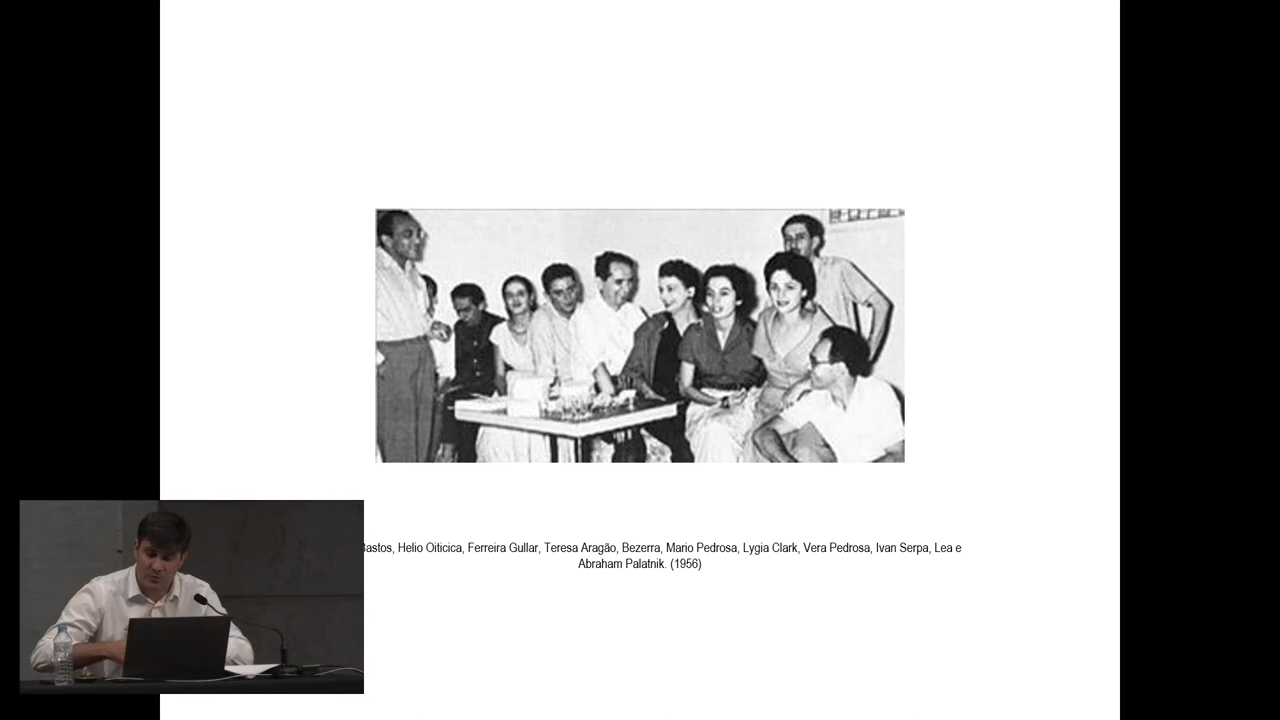 Bastos, Helio Oiticica, Ferreira Gullar, Teresa Aragão, Bezerra, Mario Pedrosa, Lygia Clark, Vera Pedrosa, Ivan Serpa, Lea e
Abraham Palatnik. (1956)